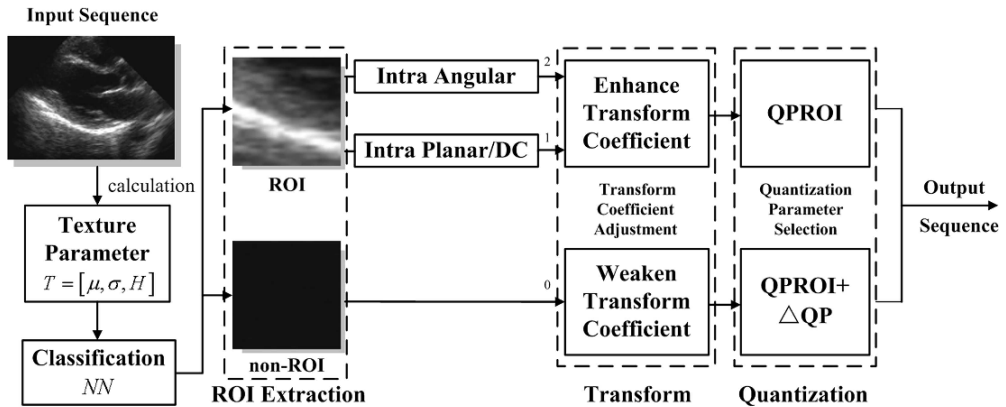 Input Sequence
calculation
Texture
Parameter
T = [μ, σ, H]
Classification
NN
ROI
non-ROI
ROI Extraction
Intra Angular
2
Intra Planar/DC
1
0
Enhance
Transform
Coefficient
Transform
Coefficient
Adjustment
Weaken
Transform
Coefficient
Transform
QPROI
Quantization
Parameter
Selection
QPROI+
△QP
Quantization
Output
Sequence